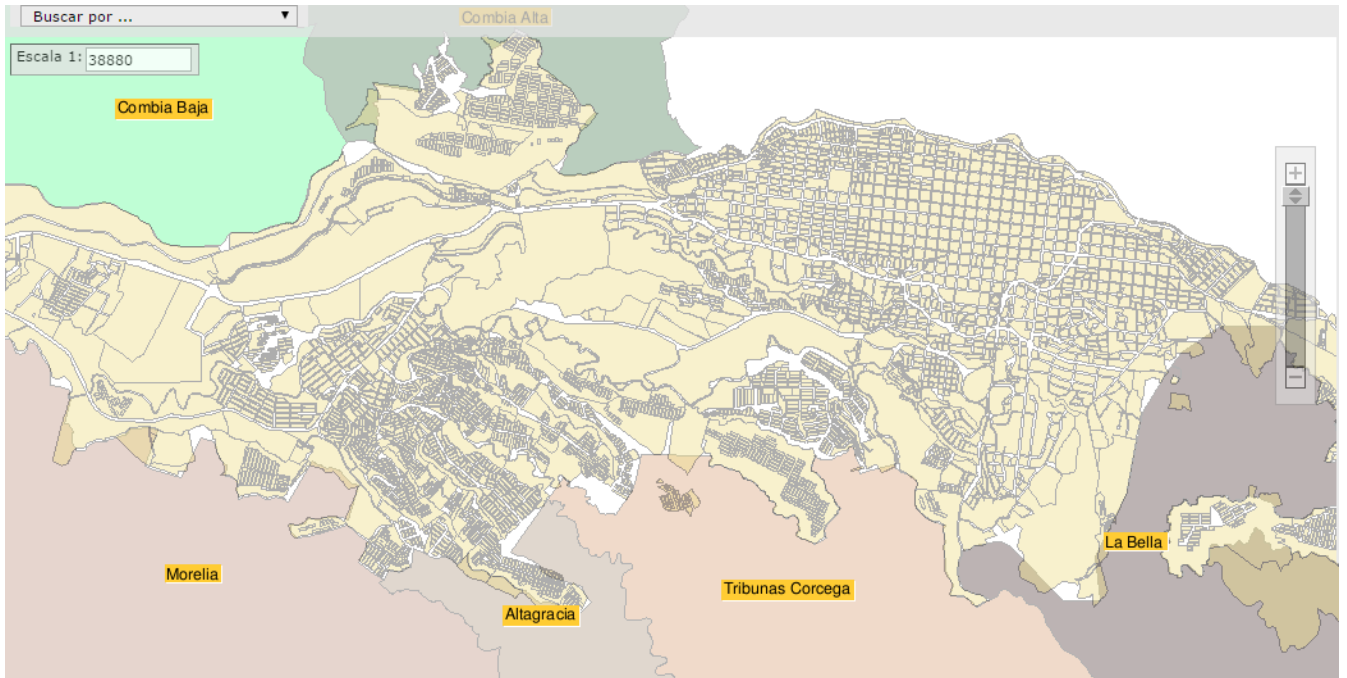 Buscar por ...
Combia Alta
Escala 1: 38880
Combia Baja
La Bella
Morelia
Tribunas Corcega
Altagracia